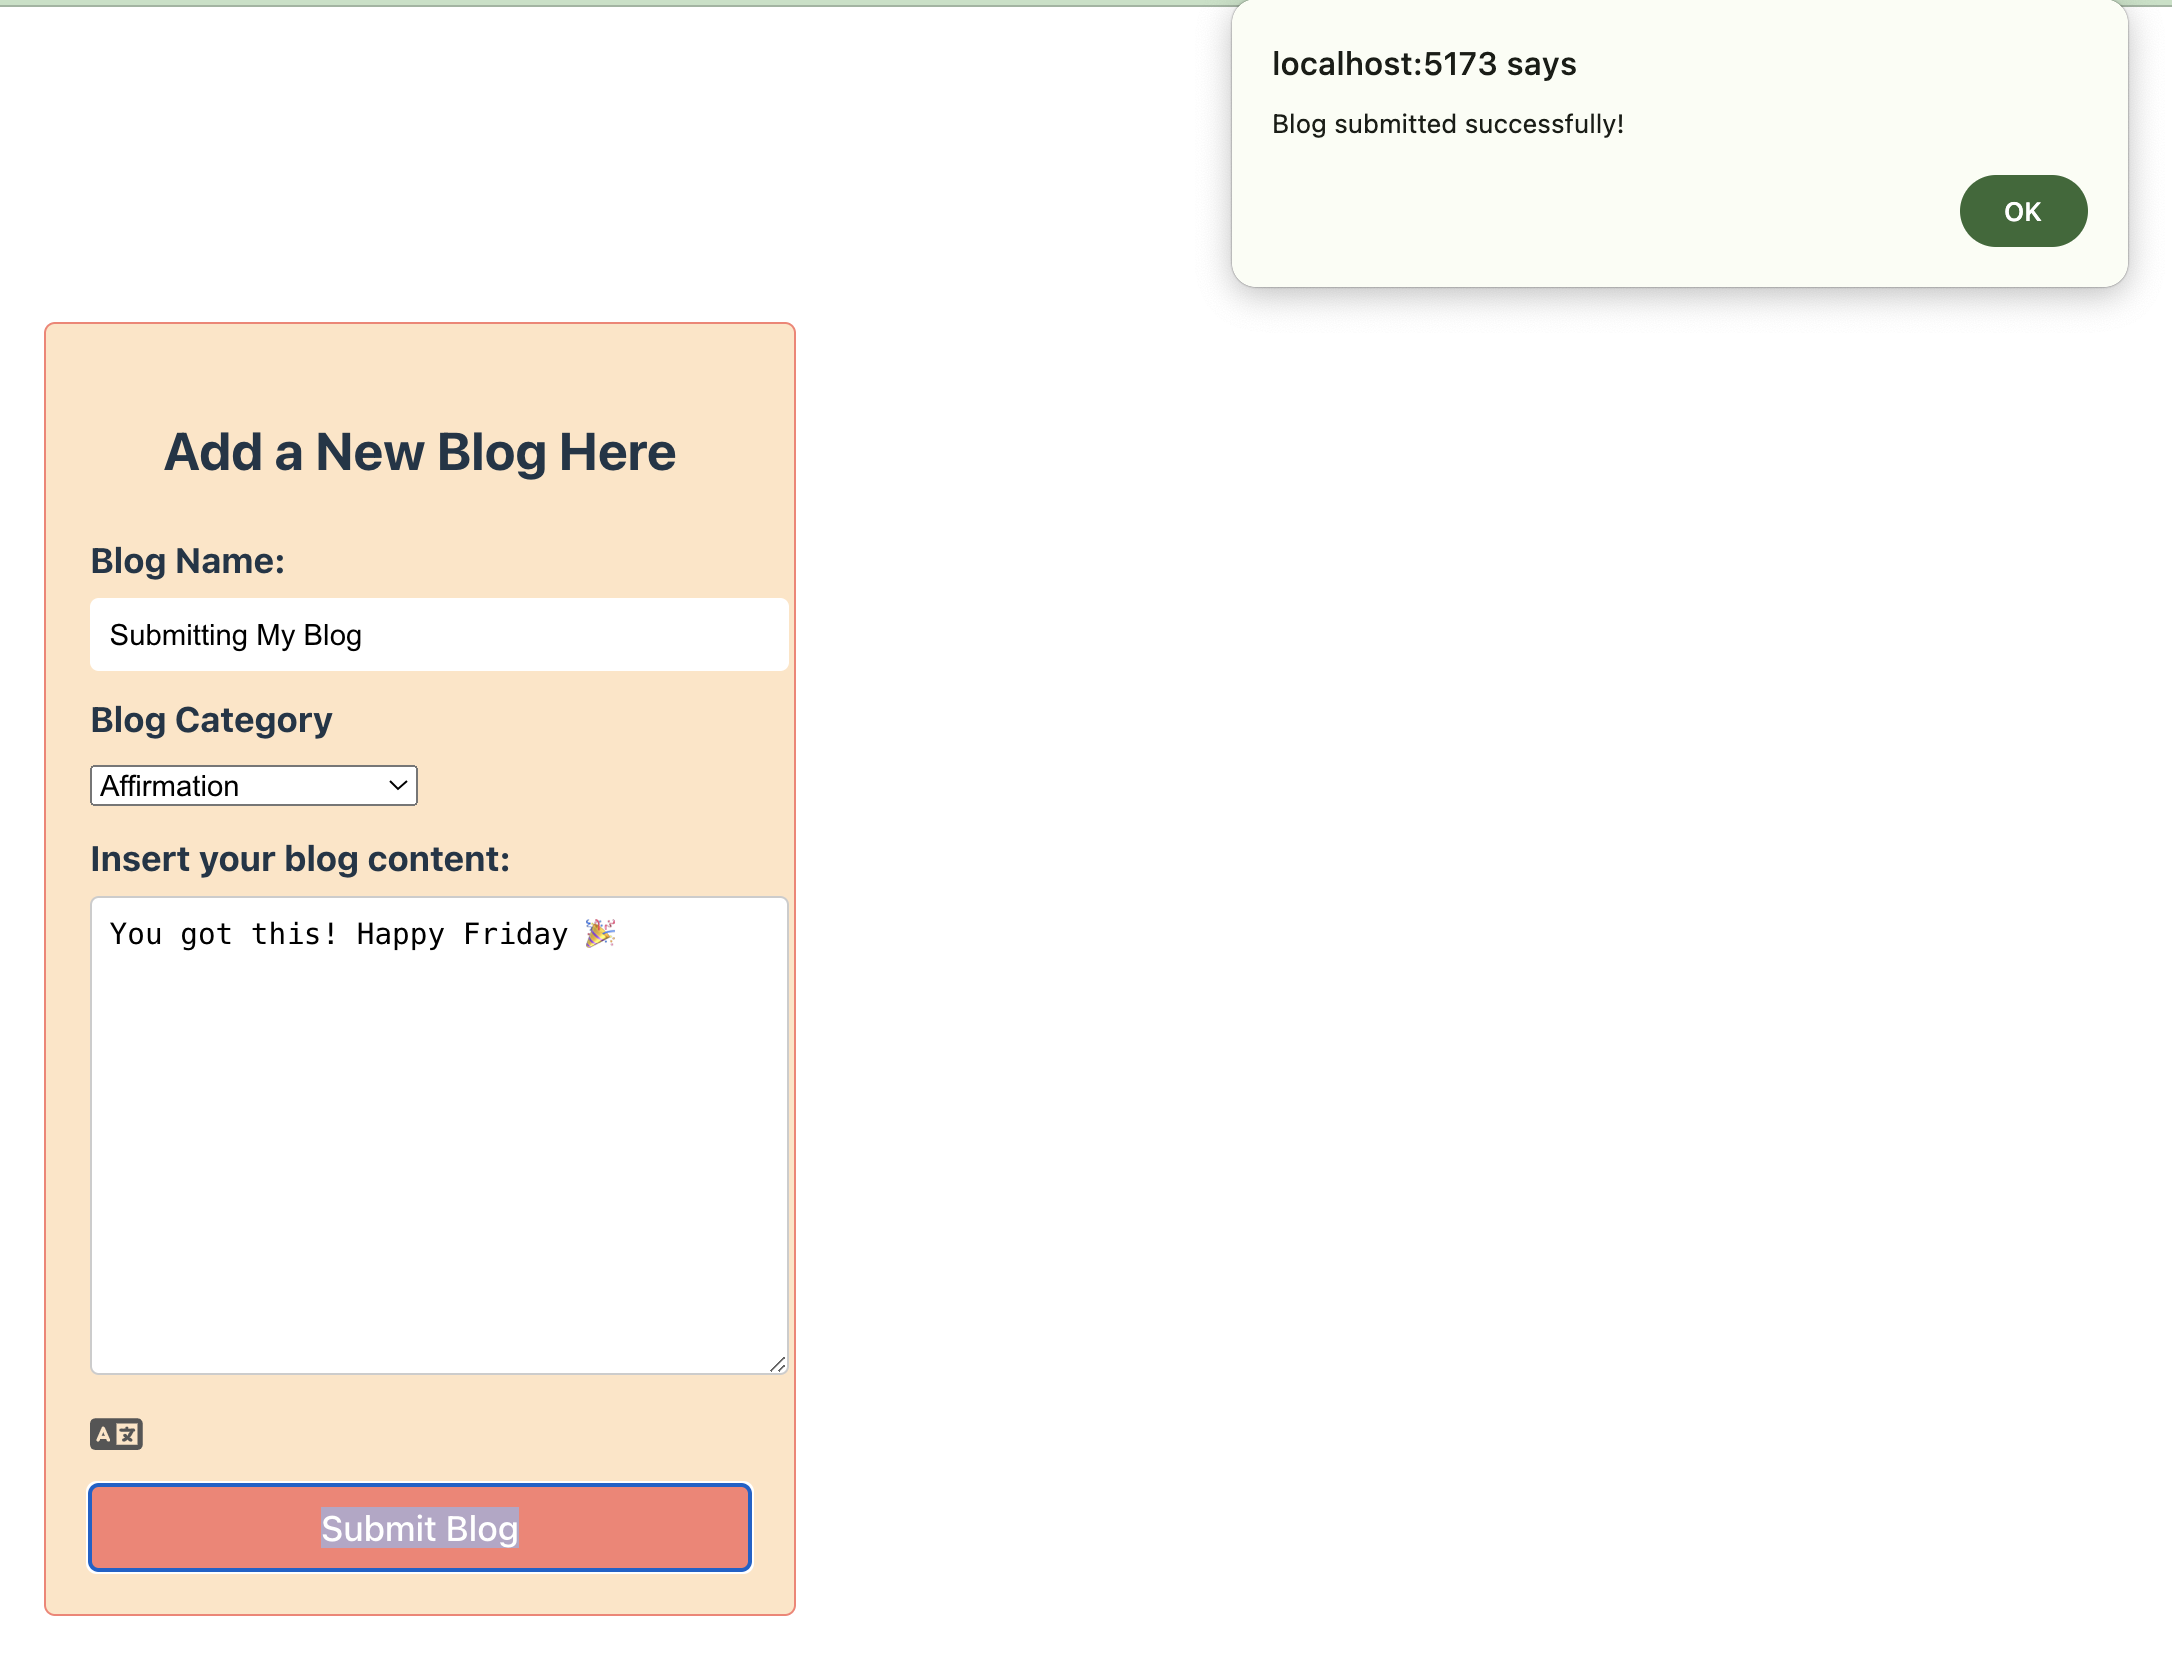 localhost:5173 says
Blog submitted successfully!
OK
Add a New Blog Here
Blog Name:
Submitting My Blog
Blog Category
Affirmation
Insert your blog content:
You got this! Happy Friday 🎉
A 文
Submit Blog